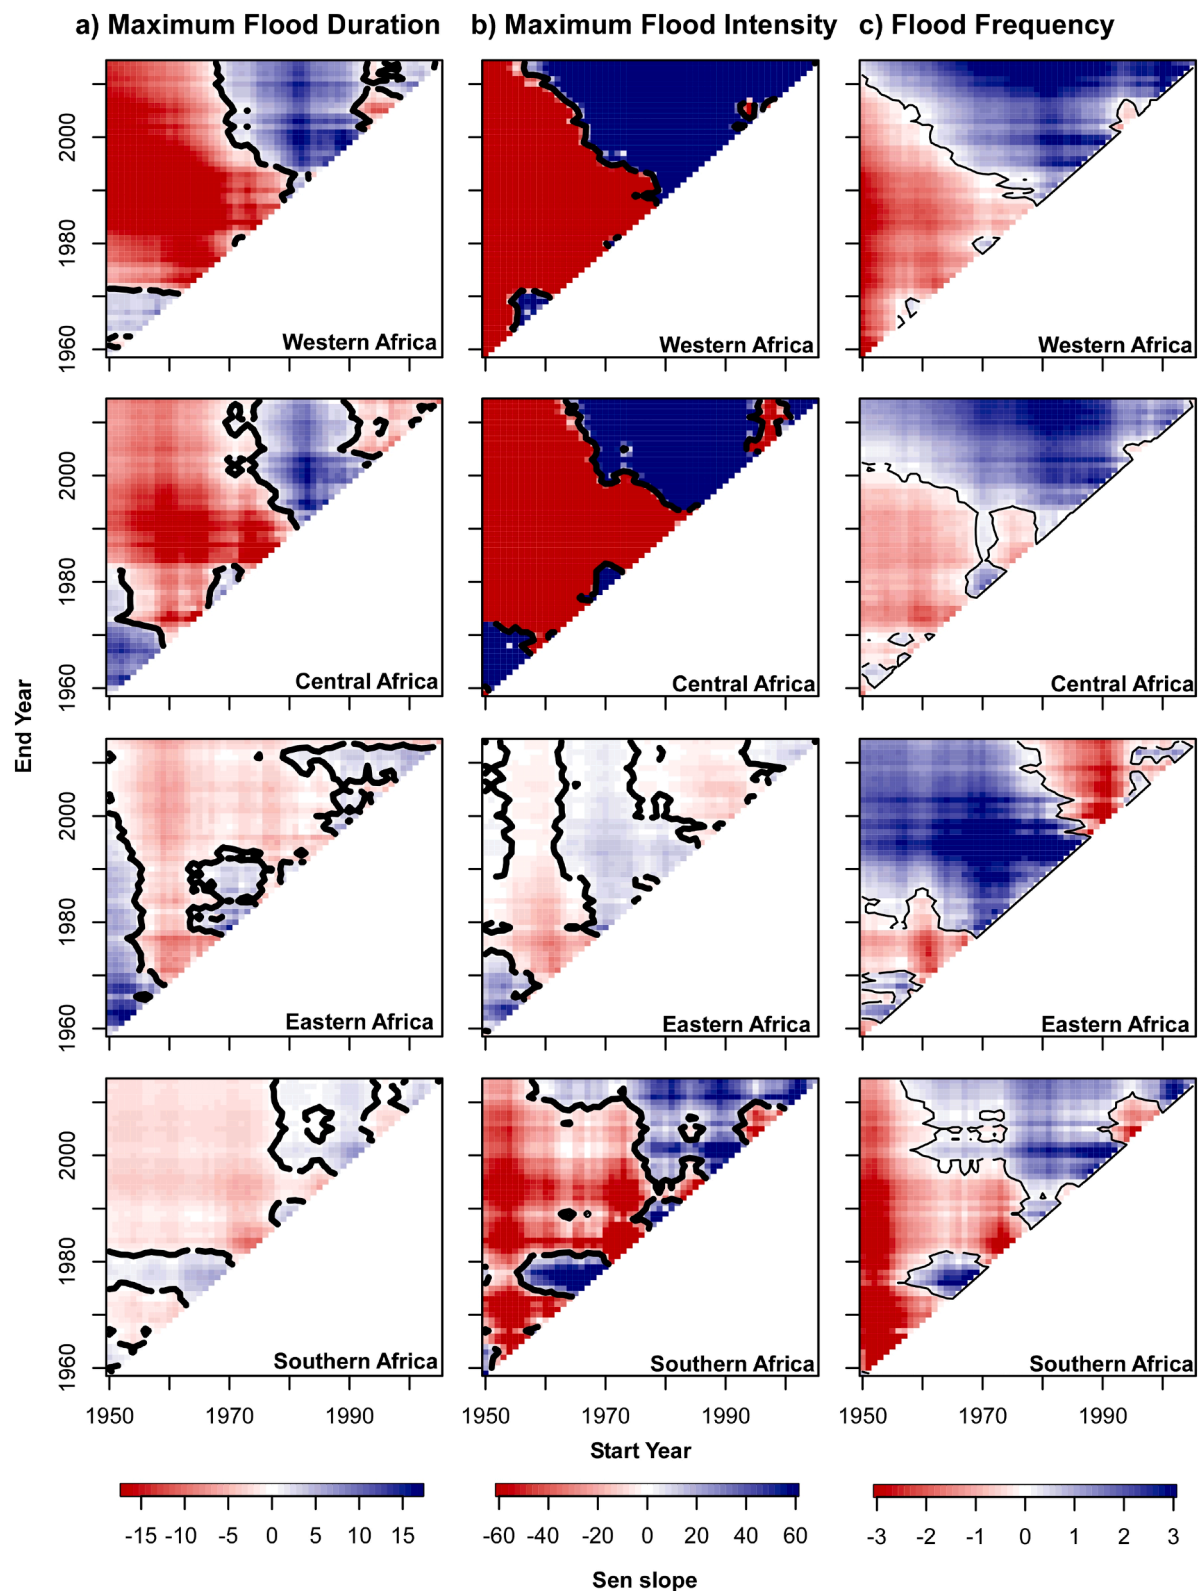 a) Maximum Flood Duration b) Maximum Flood Intensity c) Flood Frequency
2000
1980
1960
Western Africa Western Africa Western Africa
2000
1980
1960
Central Africa Central Africa Central Africa
End Year
2000
1980
1960
Eastern Africa Eastern Africa Eastern Africa
2000
1980
1960
Southern Africa Southern Africa Southern Africa
1950 1970 1990 1950 1970 1990 1950 1970 1990
Start Year
-15 -10 -5 0 5 10 15 -60 -40 -20 0 20 40 60 -3 -2 -1 0 1 2 3
Sen slope